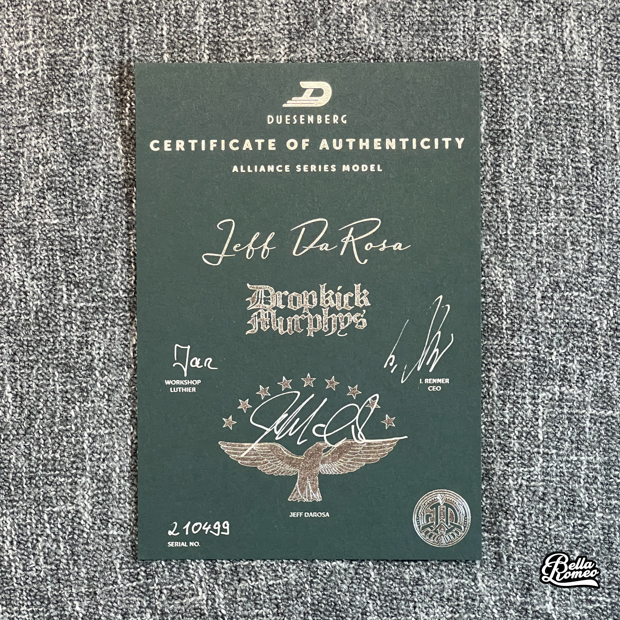 D
DUESENBERG
CERTIFICATE OF AUTHENTICITY
ALLIANCE SERIES MODEL
Jeff DaRosa
Dropkick
Murphys
Jan
WORKSHOP
LUTHIER
I. RENNER
CEO
JEFF DAROSA
210499
SERIAL NO.
Bella
Romeo